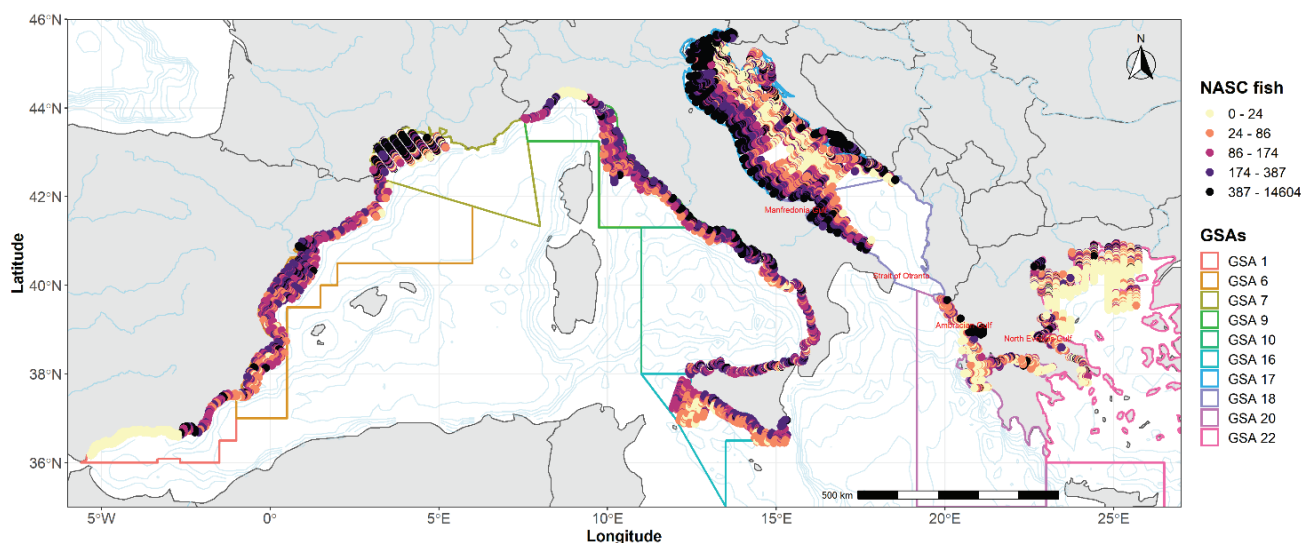 46°N
44°N
42°N
40°N
38°N
36°N
Latitude
5°W
0°
5°E
10°E
15°E
20°E
25°E
Longitude
N
Manfredonia Gulf
Strait of Otranto
Ambracian Gulf
North Evoikos Gulf
500 km
NASC fish
0 - 24
24 - 86
86 - 174
174 - 387
387 - 14604
GSAs
GSA 1
GSA 6
GSA 7
GSA 9
GSA 10
GSA 16
GSA 17
GSA 18
GSA 20
GSA 22